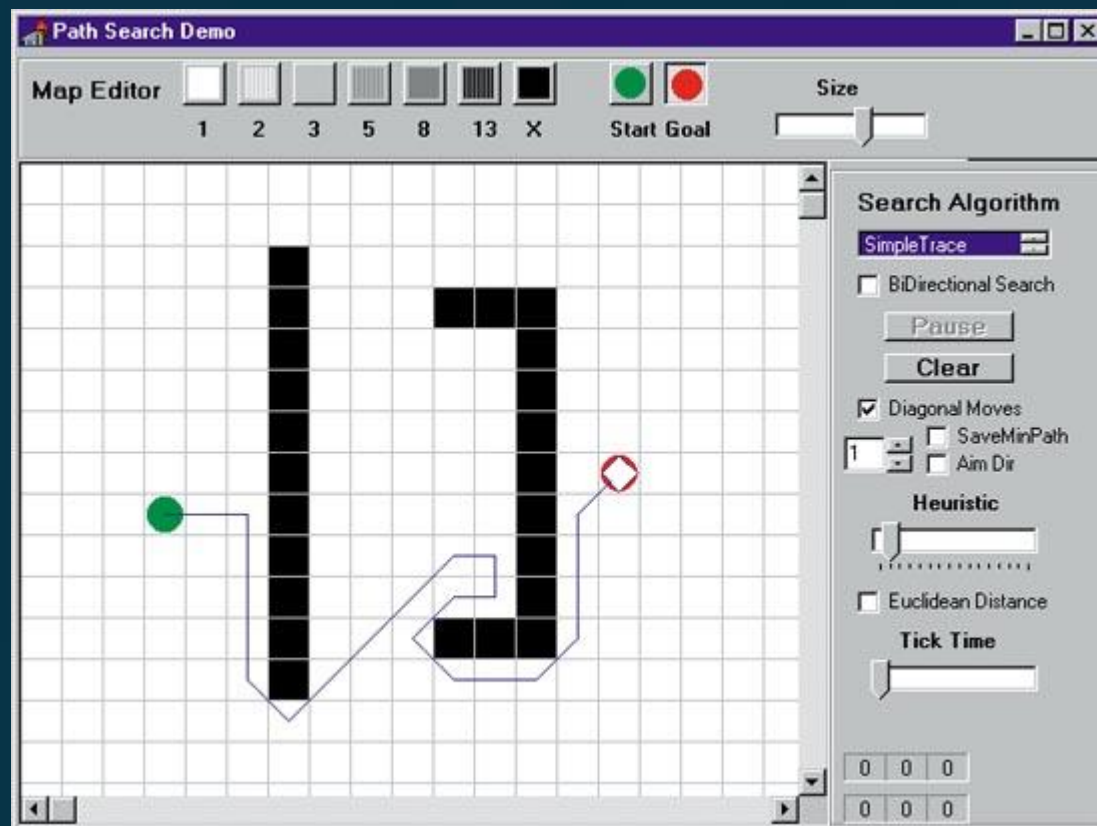 Path Search Demo
Map Editor
1 2 3 5 8 13 X
Start Goal
Size
Search Algorithm
SimpleTrace
BiDirectional Search
Pause
Clear
Diagonal Moves
1
SaveMinPath
Aim Dir
Heuristic
Euclidean Distance
Tick Time
0 0 0
0 0 0